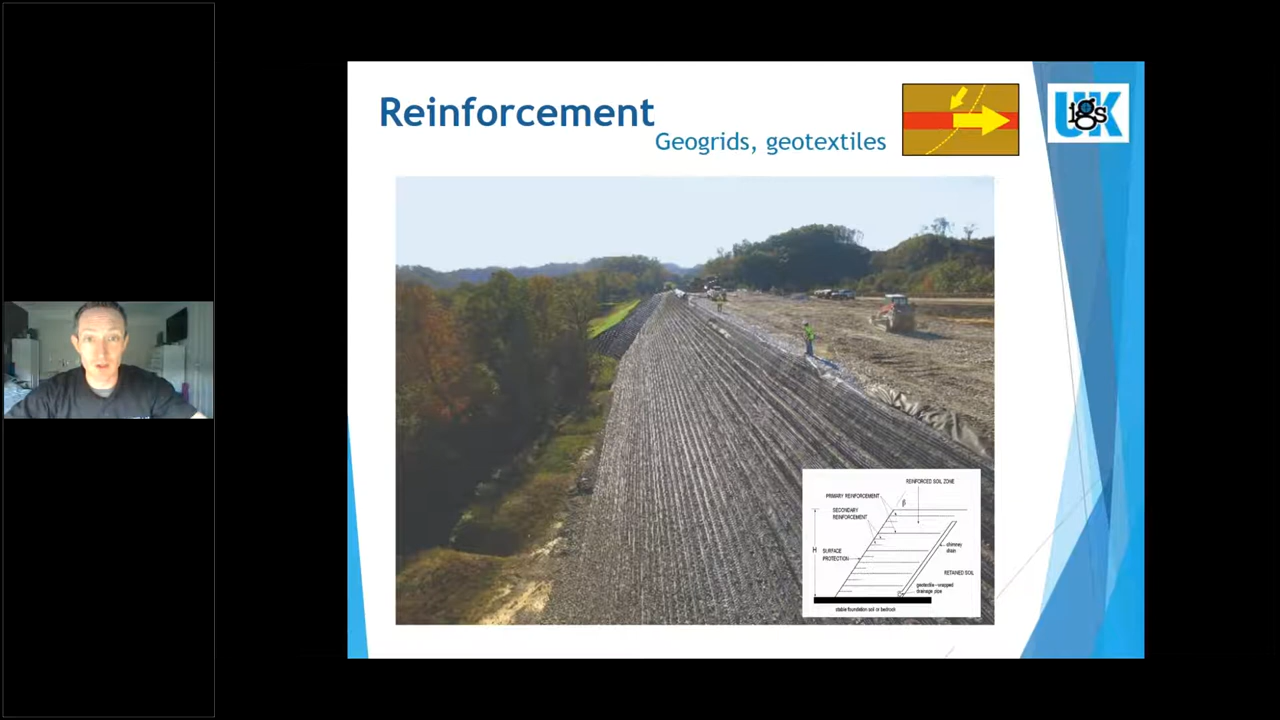 Reinforcement
Geogrids, geotextiles
UK
igs
REINFORCED SOIL ZONE
PRIMARY REINFORCEMENT
β
SECONDARY
REINFORCEMENT
H
SURFACE
PROTECTION
chimney
drain
RETAINED SOIL
geotextile-wrapped
drainage pipe
stable foundation soil or bedrock